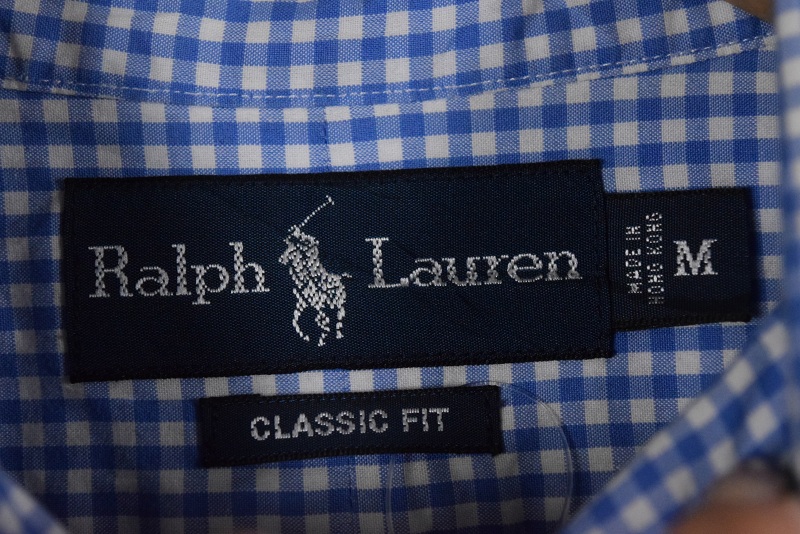 Ralph Lauren
MADE IN
HONG KONG
M
CLASSIC FIT